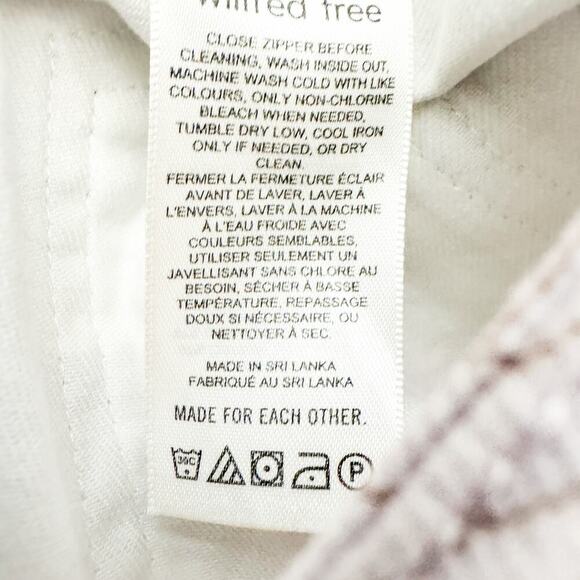 wilfred free
CLOSE ZIPPER BEFORE
CLEANING, WASH INSIDE OUT,
MACHINE WASH COLD WITH LIKE
COLOURS, ONLY NON-CHLORINE
BLEACH WHEN NEEDED,
TUMBLE DRY LOW, COOL IRON
ONLY IF NEEDED, OR DRY
CLEAN.
FERMER LA FERMETURE ÉCLAIR
AVANT DE LAVER, LAVER À
L'ENVERS, LAVER À LA MACHINE
À L'EAU FROIDE AVEC
COULEURS SEMBLABLES,
UTILISER SEULEMENT UN
JAVELLISANT SANS CHLORE AU
BESOIN, SÉCHER À BASSE
TEMPÉRATURE, REPASSAGE
DOUX SI NÉCESSAIRE, OU
NETTOYER À SEC.
MADE IN SRI LANKA
FABRIQUÉ AU SRI LANKA
MADE FOR EACH OTHER.
30C P